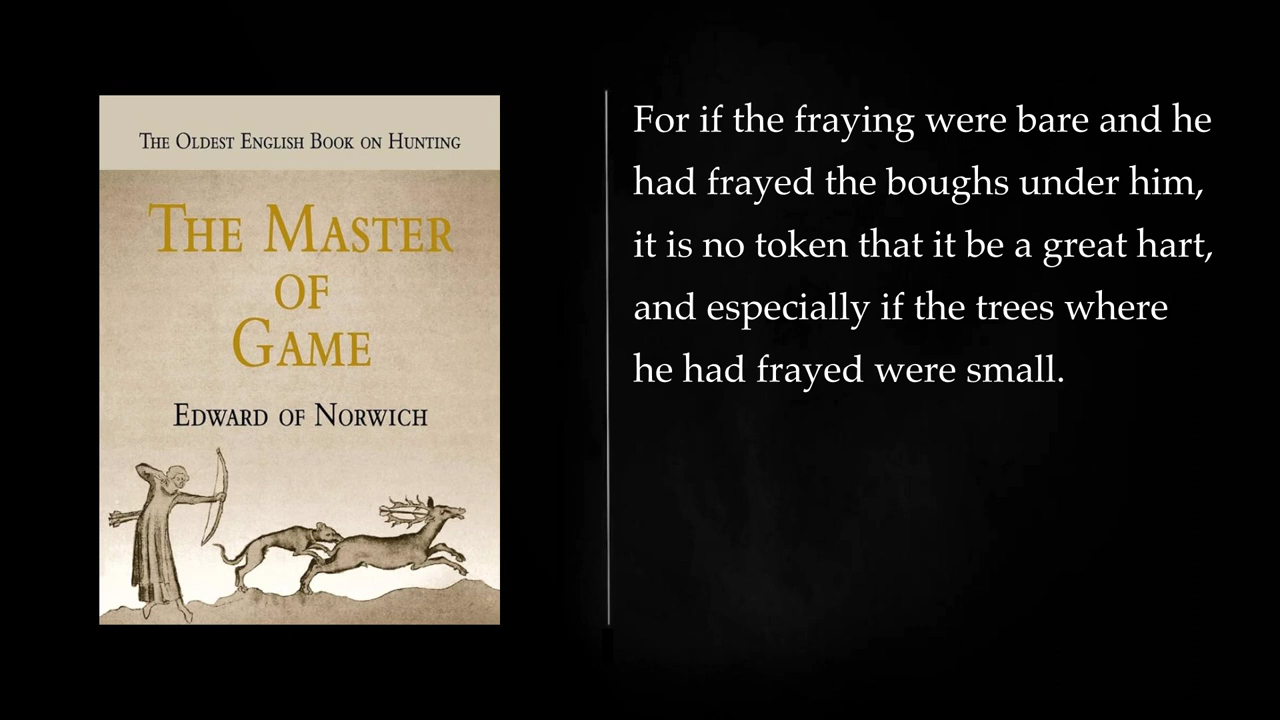 The Oldest English Book on Hunting
The Master
of
Game
Edward of Norwich
For if the fraying were bare and he
had frayed the boughs under him,
it is no token that it be a great hart,
and especially if the trees where
he had frayed were small.